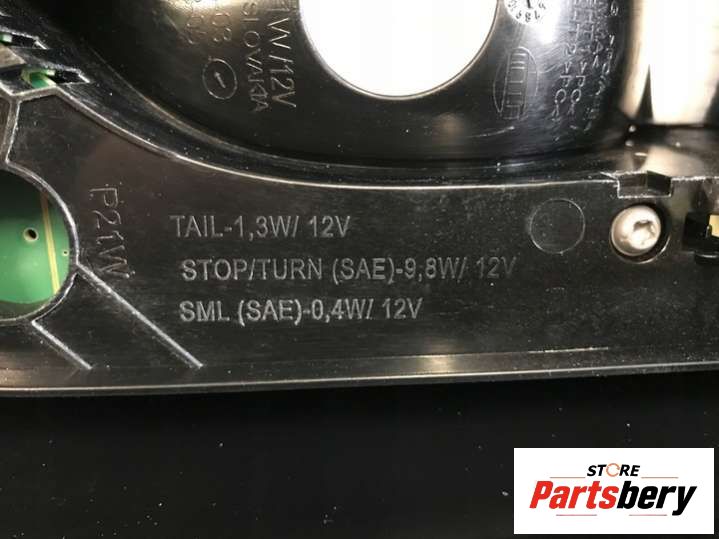 SLOVAKIA
P21W
TAIL-1,3W/ 12V
STOP/TURN (SAE)-9,8W/ 12V
SML (SAE)-0,4W/ 12V
STORE
Partsbery